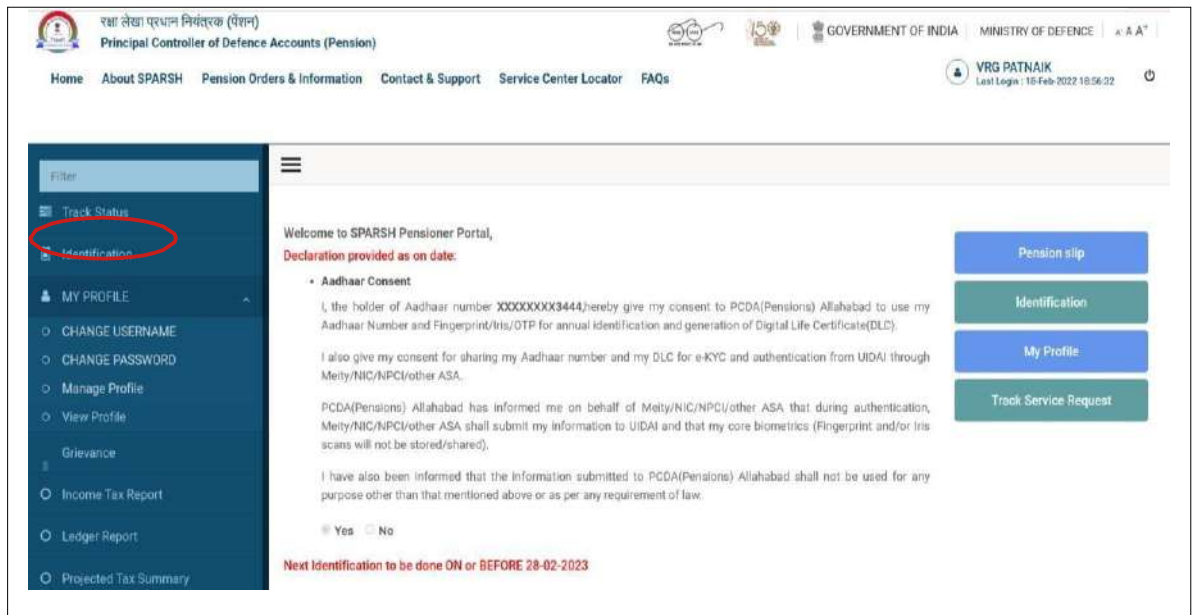 रक्षा लेखा प्रधान नियंत्रक (पेंशन)
Principal Controller of Defence Accounts (Pension)
GOVERNMENT OF INDIA
MINISTRY OF DEFENCE
A⁻ A A⁺
Home About SPARSH Pension Orders & Information Contact & Support Service Center Locator FAQs
VRG PATNAIK
Last Login : 18-Feb-2022 18:56:32
Filter
Track Status
Identification
MY PROFILE
CHANGE USERNAME
CHANGE PASSWORD
Manage Profile
View Profile
Grievance
Income Tax Report
Ledger Report
Projected Tax Summary
Welcome to SPARSH Pensioner Portal,
Declaration provided as on date:
• Aadhaar Consent
I, the holder of Aadhaar number XXXXXXXX3444,hereby give my consent to PCDA(Pensions) Allahabad to use my
Aadhaar Number and Fingerprint/Iris/OTP for annual identification and generation of Digital Life Certificate(DLC).
I also give my consent for sharing my Aadhaar number and my DLC for e-KYC and authentication from UIDAI through
Meity/NIC/NPCI/other ASA.
PCDA(Pensions) Allahabad has informed me on behalf of Meity/NIC/NPCI/other ASA that during authentication,
Meity/NIC/NPCI/other ASA shall submit my information to UIDAI and that my core biometrics (Fingerprint and/or Iris
scans will not be stored/shared).
I have also been informed that the information submitted to PCDA(Pensions) Allahabad shall not be used for any
purpose other than that mentioned above or as per any requirement of law.
Yes No
Next Identification to be done ON or BEFORE 28-02-2023
Pension slip
Identification
My Profile
Track Service Request